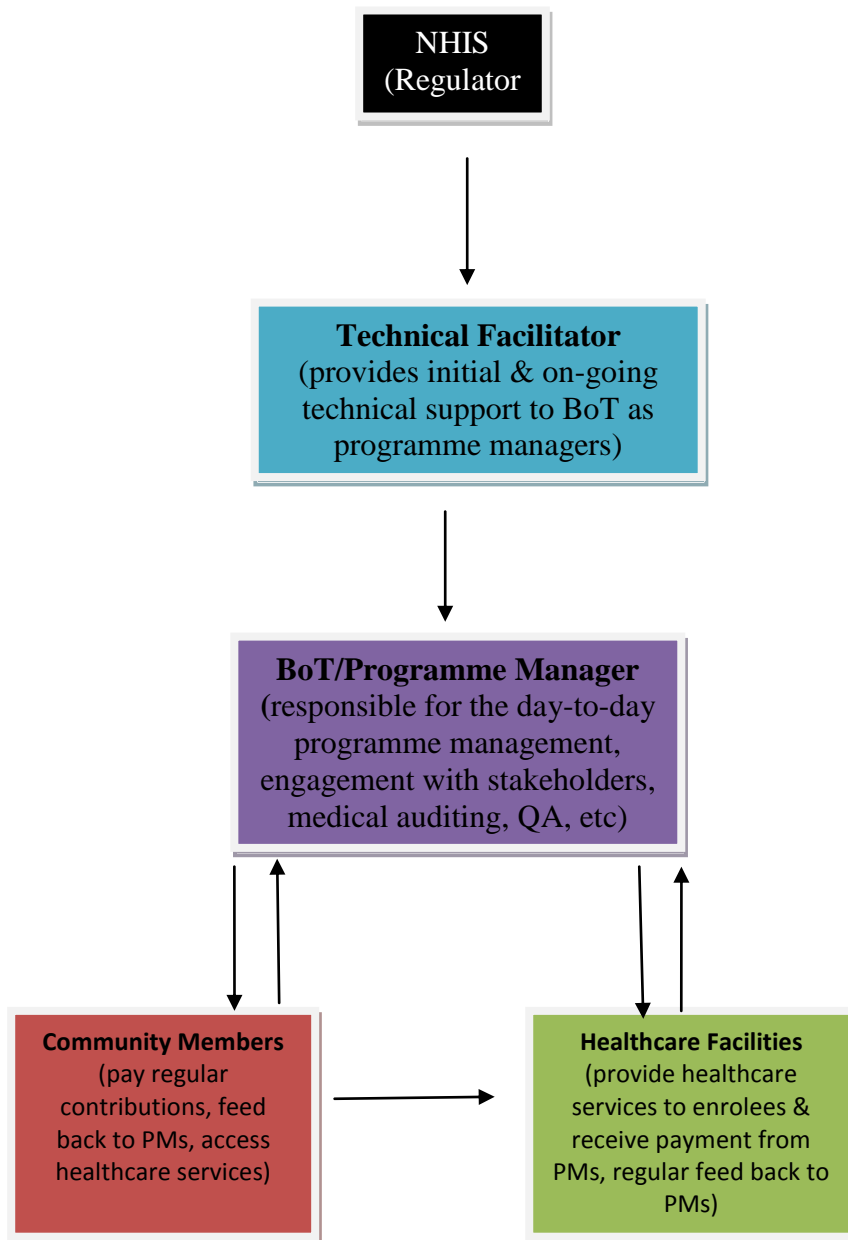 NHIS
(Regulator
Technical Facilitator
(provides initial & on-going
technical support to BoT as
programme managers)
BoT/Programme Manager
(responsible for the day-to-day
programme management,
engagement with stakeholders,
medical auditing, QA, etc)
Community Members
(pay regular
contributions, feed
back to PMs, access
healthcare services)
Healthcare Facilities
(provide healthcare
services to enrolees &
receive payment from
PMs, regular feed back to
PMs)